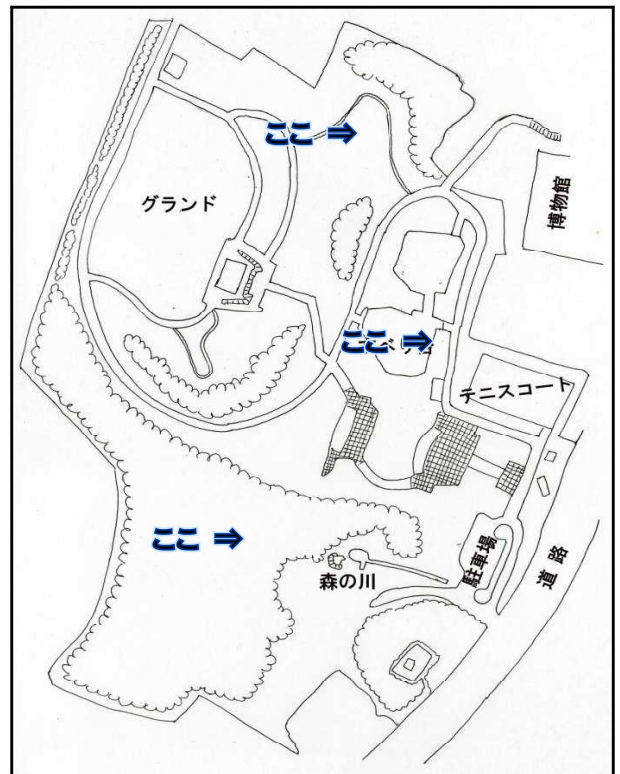 ここ ⇒
グランド
博物館
ここ ⇒
テニスコート
ここ ⇒
森の川
駐車場
道路